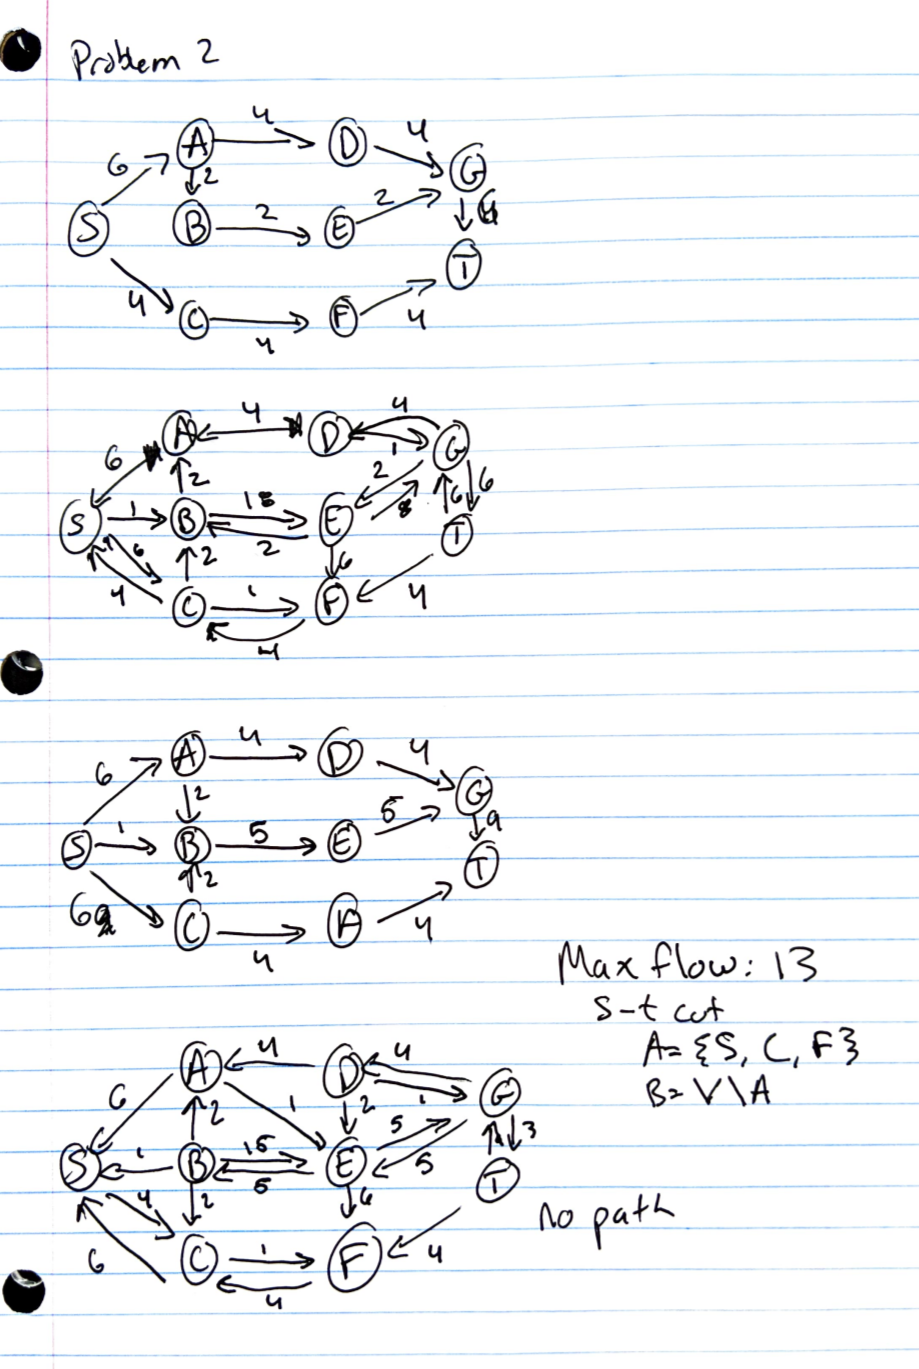 Problem 2
4
A D 4
6 2 G
2 2 4
S B E
T
4 C F
4 4
4 4
A D
6 1 G
2 2
1 18 8 6 6
S B E T
6 2 2 6
4 1 4
C F
4
4
A D 4
6 2 G
1 5 5 9
S B E
T
2
6
C F
4 4
Max flow: 13
S-t cut
A= {S, C, F}
B= V \ A
4 4
A D 1 G
6 2 1 2
1 15 5 3
S B E 5 T
4 5
2 6
no path
6 C 1 F 4
4